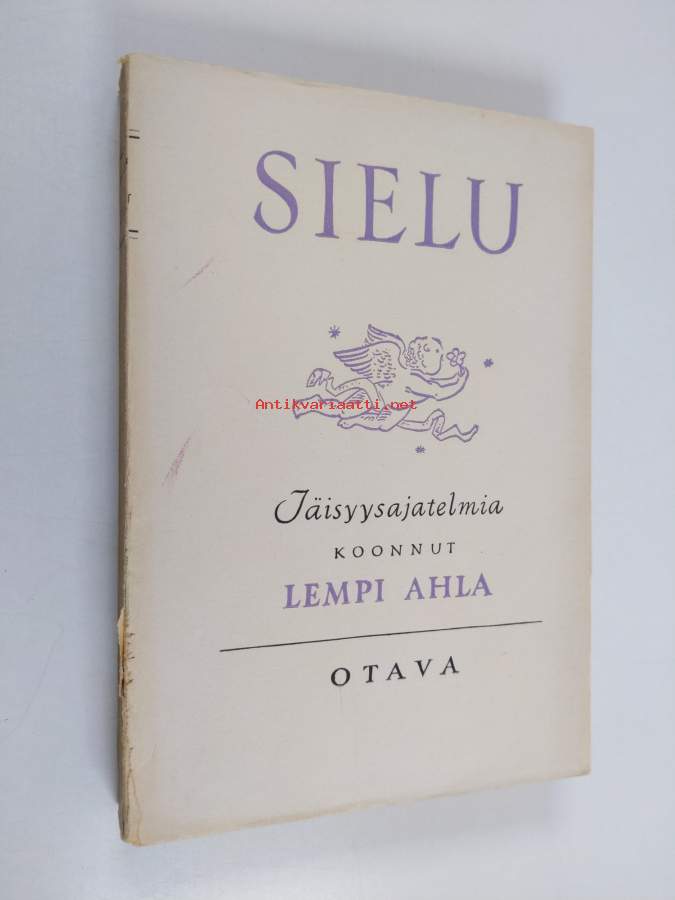 SIELU
Antikvariaatti.net
Iäisyysajatelmia
KOONNUT
LEMPI AHLA
OTAVA